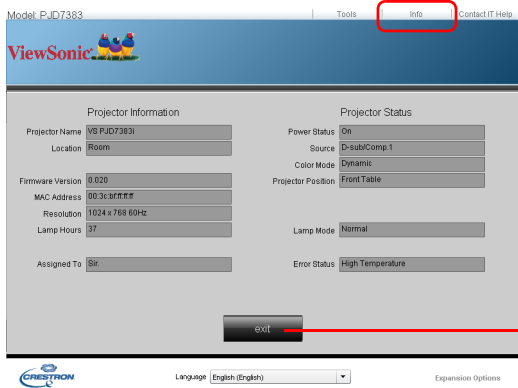 Model: PJD7383
Tools
Info
Contact IT Help
ViewSonic
Projector Information
Projector Name VS PJD7383i
Location Room
Firmware Version 0.020
MAC Address 00:3c:bf:ff:ff:ff
Resolution 1024 x 768 60Hz
Lamp Hours 37
Assigned To Sir.
Projector Status
Power Status On
Source D-sub/Comp.1
Color Mode Dynamic
Projector Position Front Table
Lamp Mode Normal
Error Status High Temperature
exit
CRESTRON
Language English (English)
Expansion Options